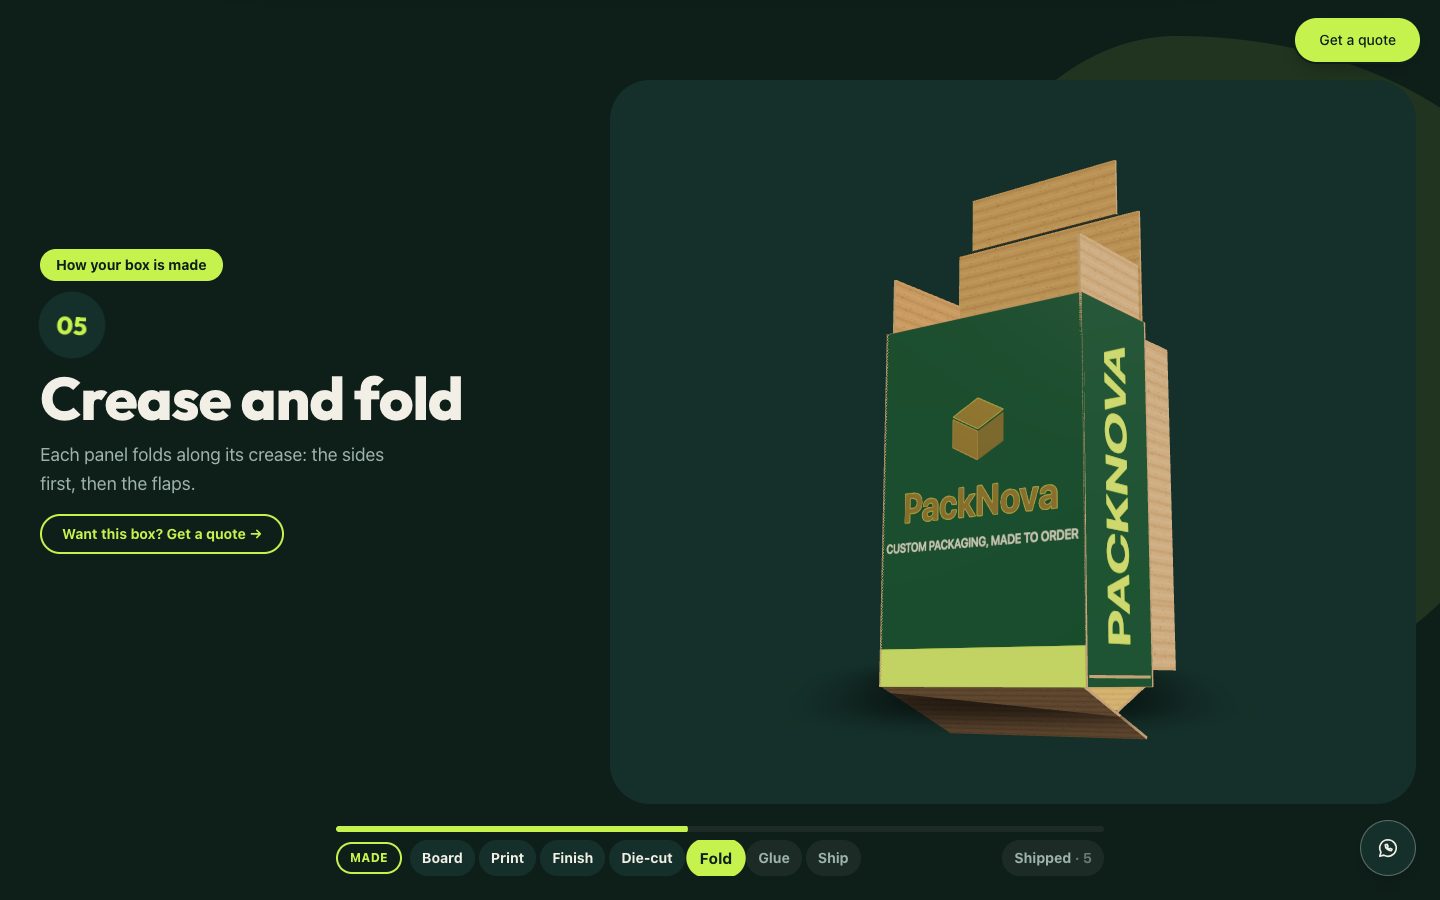 Get a quote
How your box is made
05
Crease and fold
Each panel folds along its crease: the sides
first, then the flaps.
Want this box? Get a quote →
PackNova
CUSTOM PACKAGING, MADE TO ORDER
PACKNOVA
MADE
Board
Print
Finish
Die-cut
Fold
Glue
Ship
Shipped · 5